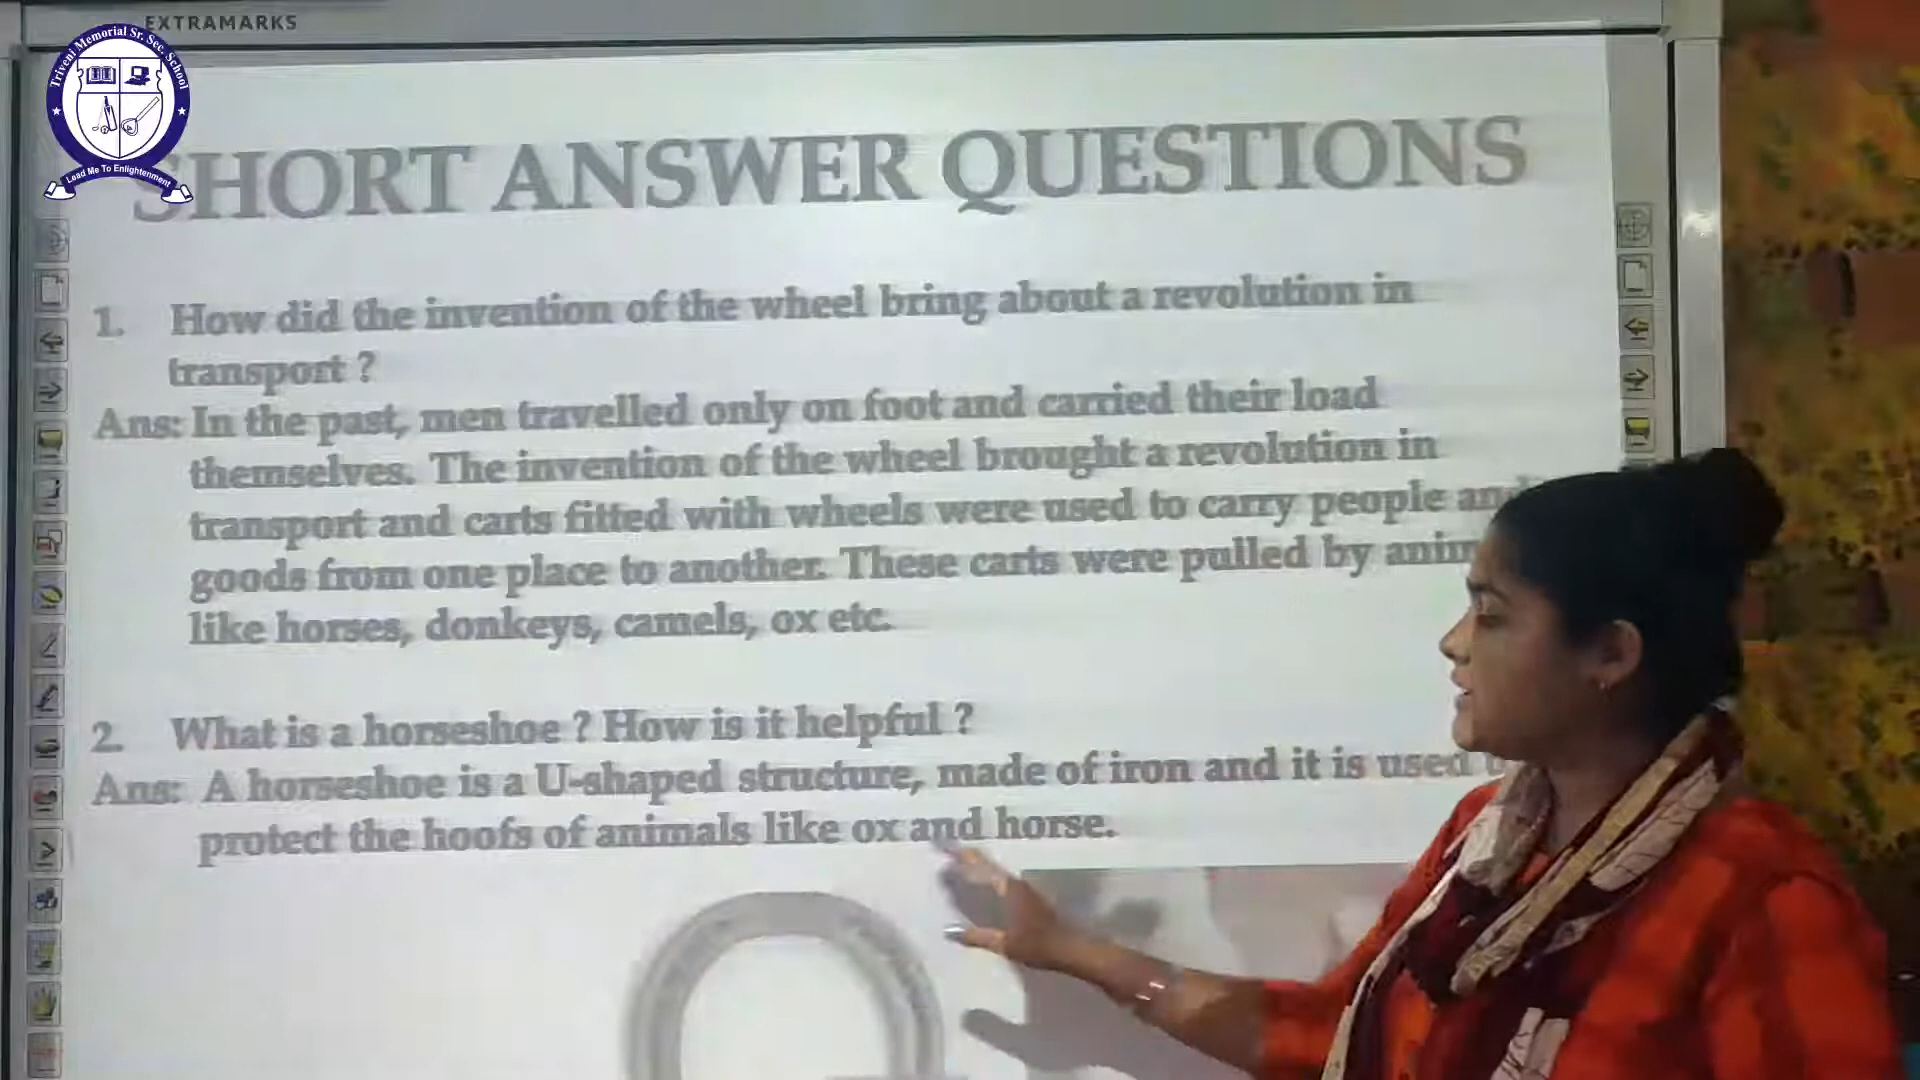 EXTRAMARKS
Triveni Memorial Sr. Sec. School
Lead Me To Enlightenment
SHORT ANSWER QUESTIONS
1. How did the invention of the wheel bring about a revolution in
transport ?
Ans: In the past, men travelled only on foot and carried their load
themselves. The invention of the wheel brought a revolution in
transport and carts fitted with wheels were used to carry people and
goods from one place to another. These carts were pulled by
like horses, donkeys, camels, ox etc.
2. What is a horseshoe ? How is it helpful ?
Ans: A horseshoe is a U-shaped structure, made of iron and it is used
protect the hoofs of animals like ox and horse.